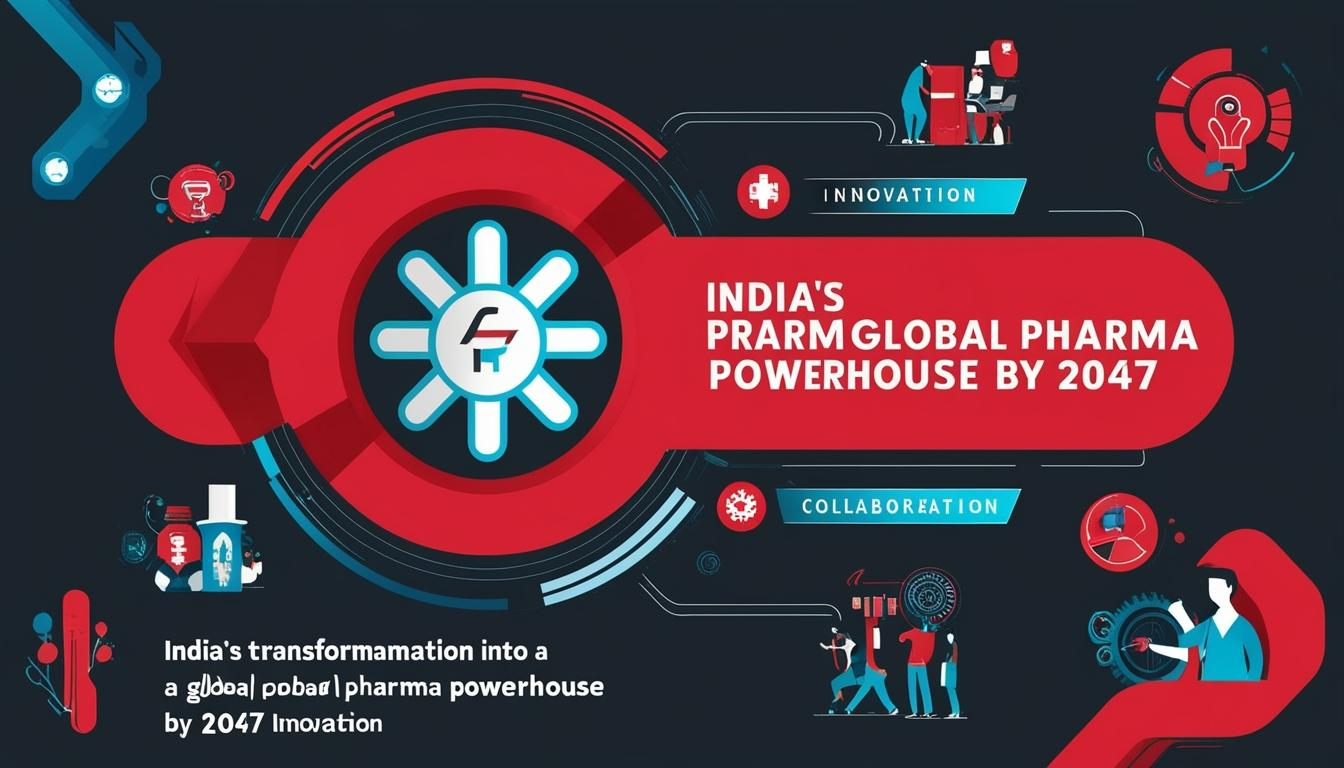 INNOVATTION
INDIA'S
PRARMGLOBAL PHARMA
POWERHOUSE BY 2047
COLLABOREATION
India's transformamation into a
a pharma powerhouse
by 2047 Imovation